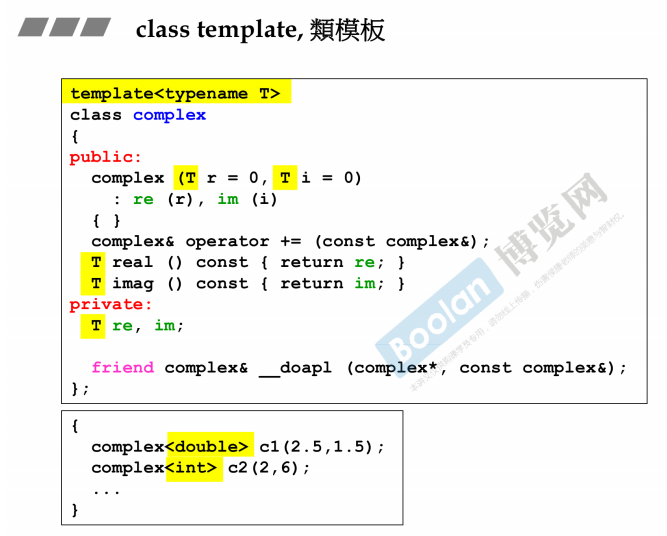 class template, 類模板
template<typename T>
class complex
{
public:
  complex (T r = 0, T i = 0)
    : re (r), im (i)
  { }
  complex& operator += (const complex&);
  T real () const { return re; }
  T imag () const { return im; }
private:
  T re, im;
  friend complex& __doapl (complex*, const complex&);
};
{
  complex<double> c1(2.5,1.5);
  complex<int> c2(2,6);
  ...
}
Boolan 博览网